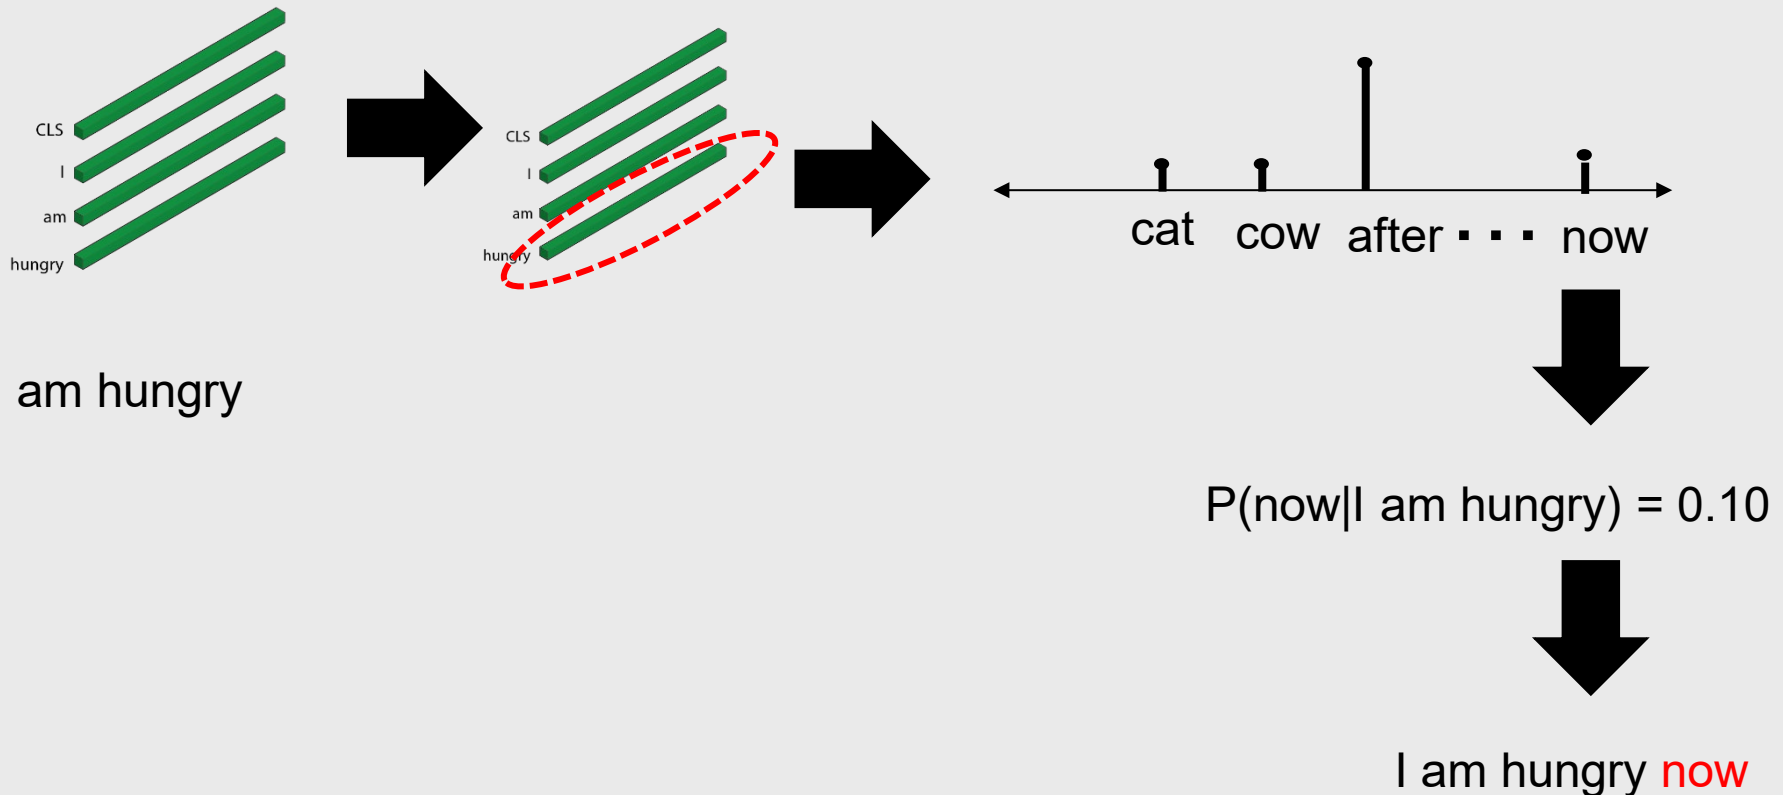 CLS
I
am
hungry
CLS
I
am
hungry
cat cow after ... now
am hungry
P(now|I am hungry) = 0.10
I am hungry now